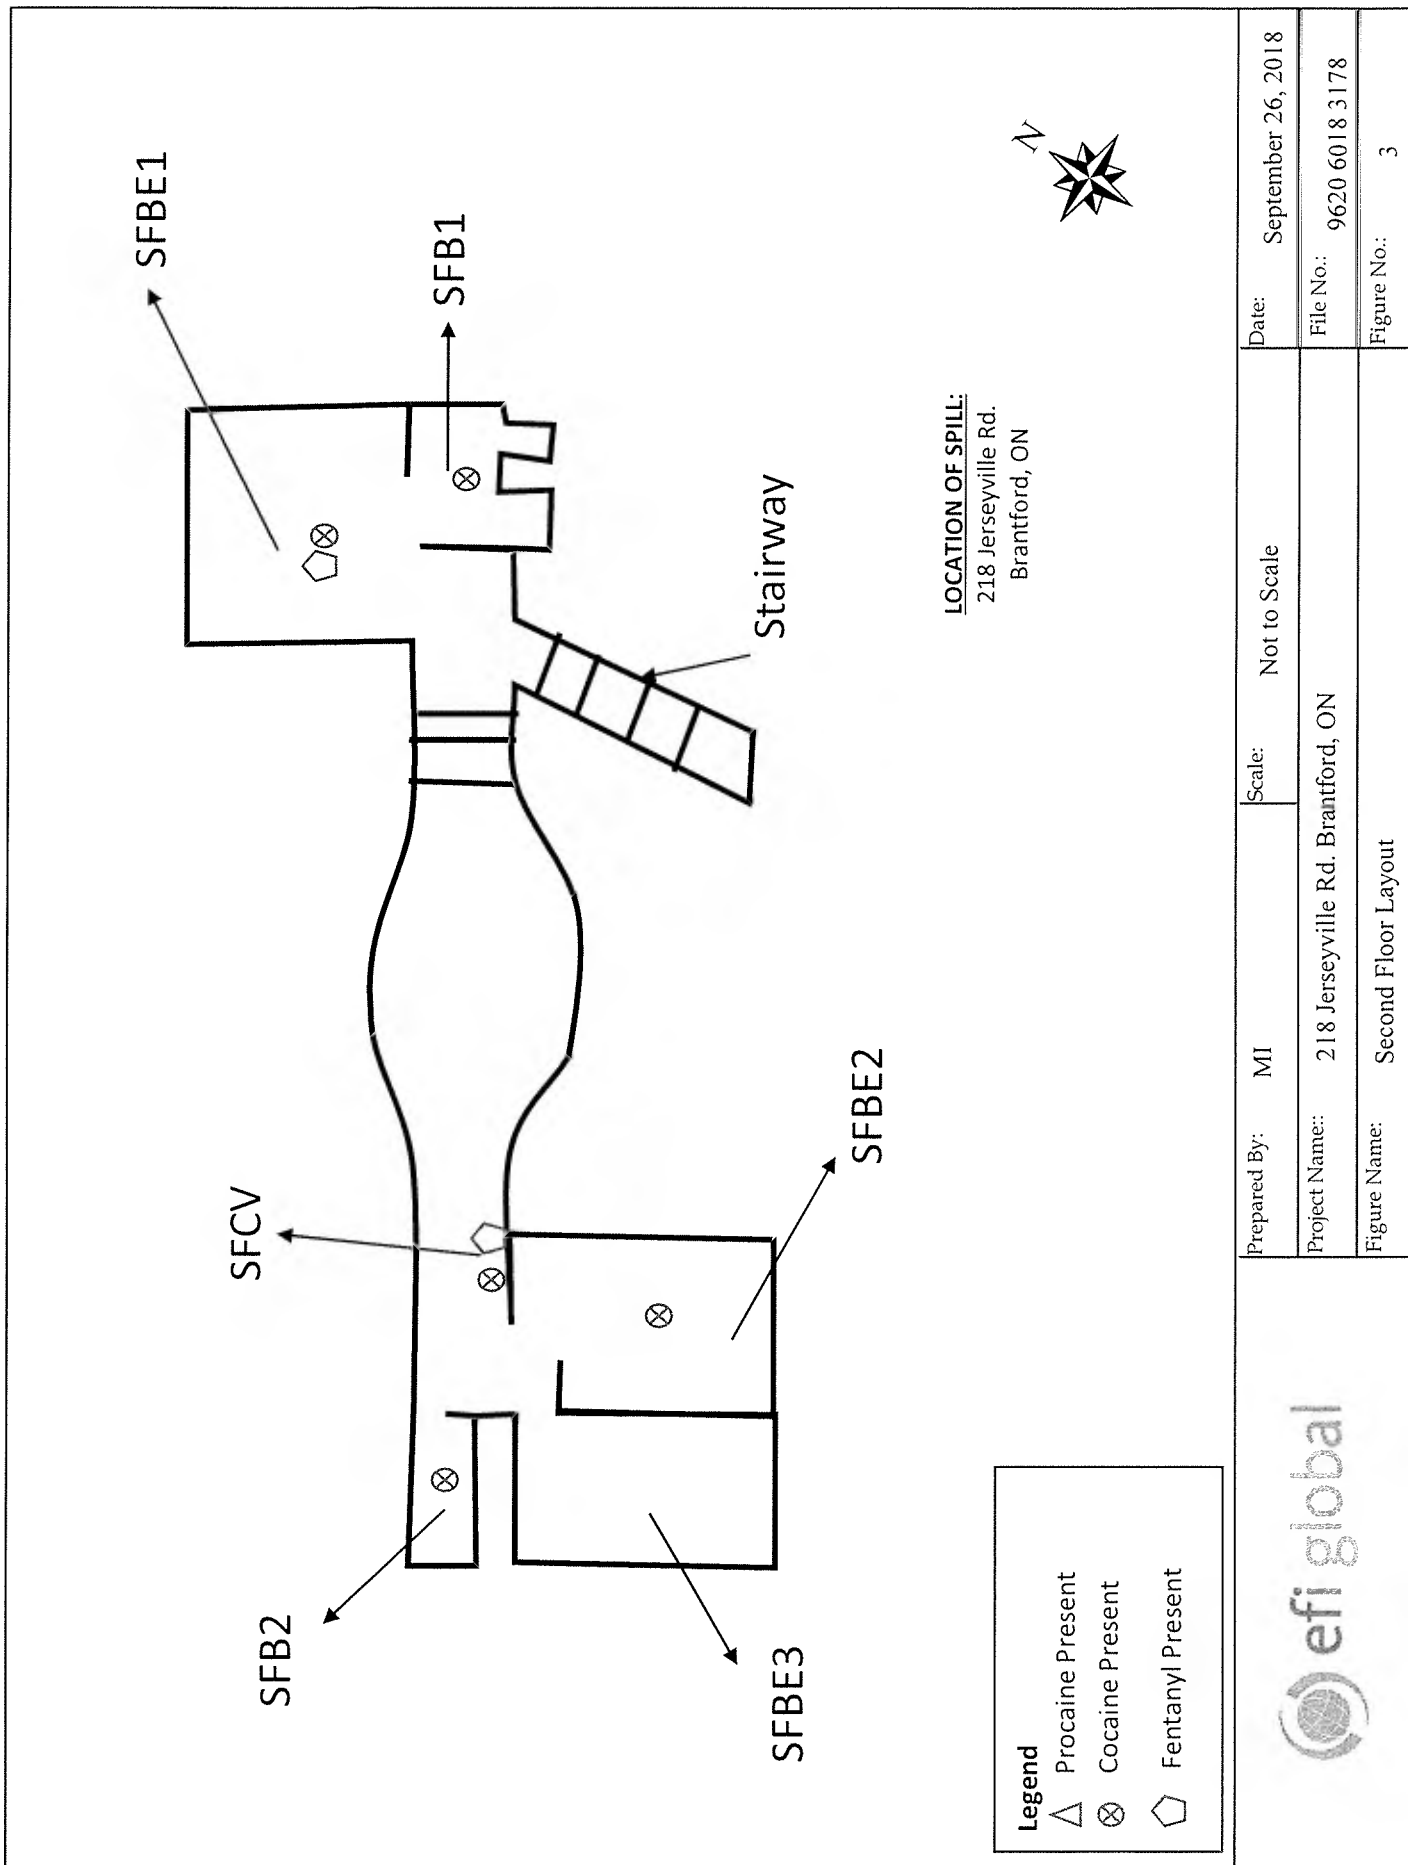 SFBE1
SFB1
SFCV
SFB2
SFBE2
SFBE3
Stairway
LOCATION OF SPILL:
218 Jerseyville Rd.
Brantford, ON
N
Legend
Procaine Present
Cocaine Present
Fentanyl Present
efi global
Prepared By: MI
Scale: Not to Scale
Date: September 26, 2018
Project Name:: 218 Jerseyville Rd. Brantford, ON
File No.: 9620 6018 3178
Figure Name: Second Floor Layout
Figure No.: 3